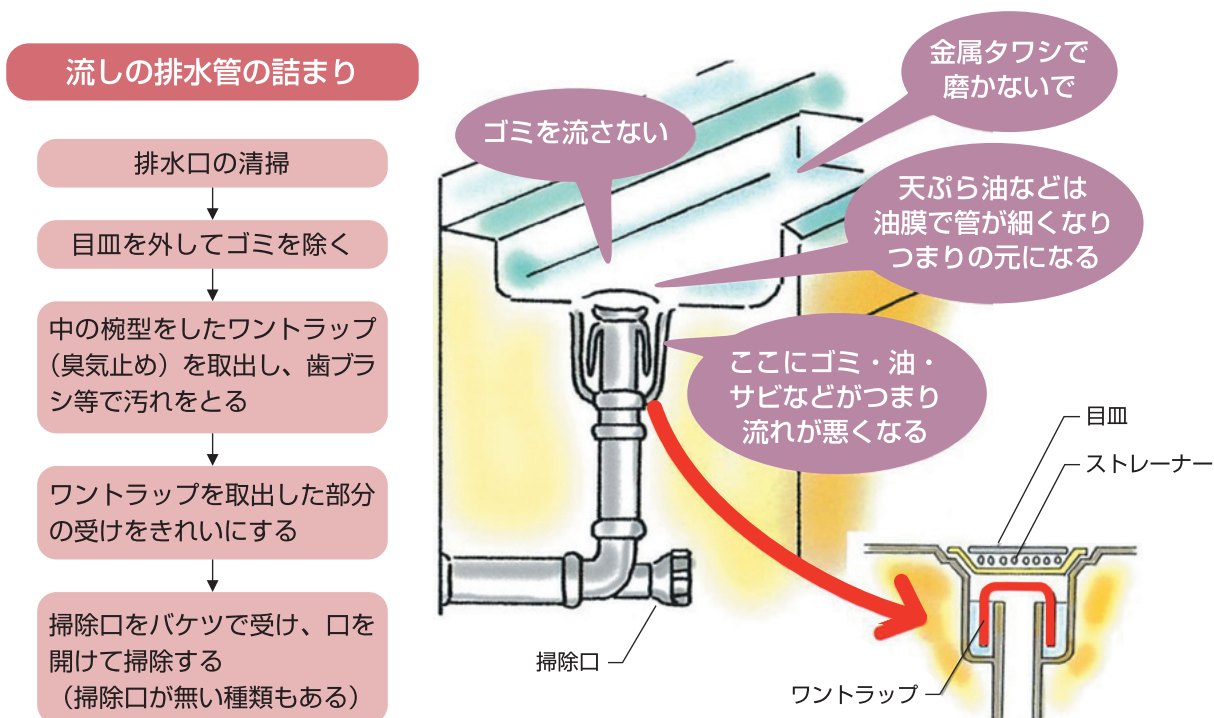 流しの排水管の詰まり
排水口の清掃
目皿を外してゴミを除く
中の椀型をしたワントラップ
（臭気止め）を取出し、歯ブラ
シ等で汚れをとる
ワントラップを取出した部分
の受けをきれいにする
掃除口をバケツで受け、口を
開けて掃除する
（掃除口が無い種類もある）
ゴミを流さない
金属タワシで
磨かないで
天ぷら油などは
油膜で管が細くなり
つまりの元になる
ここにゴミ・油・
サビなどがつまり
流れが悪くなる
目皿
ストレーナー
掃除口
ワントラップ